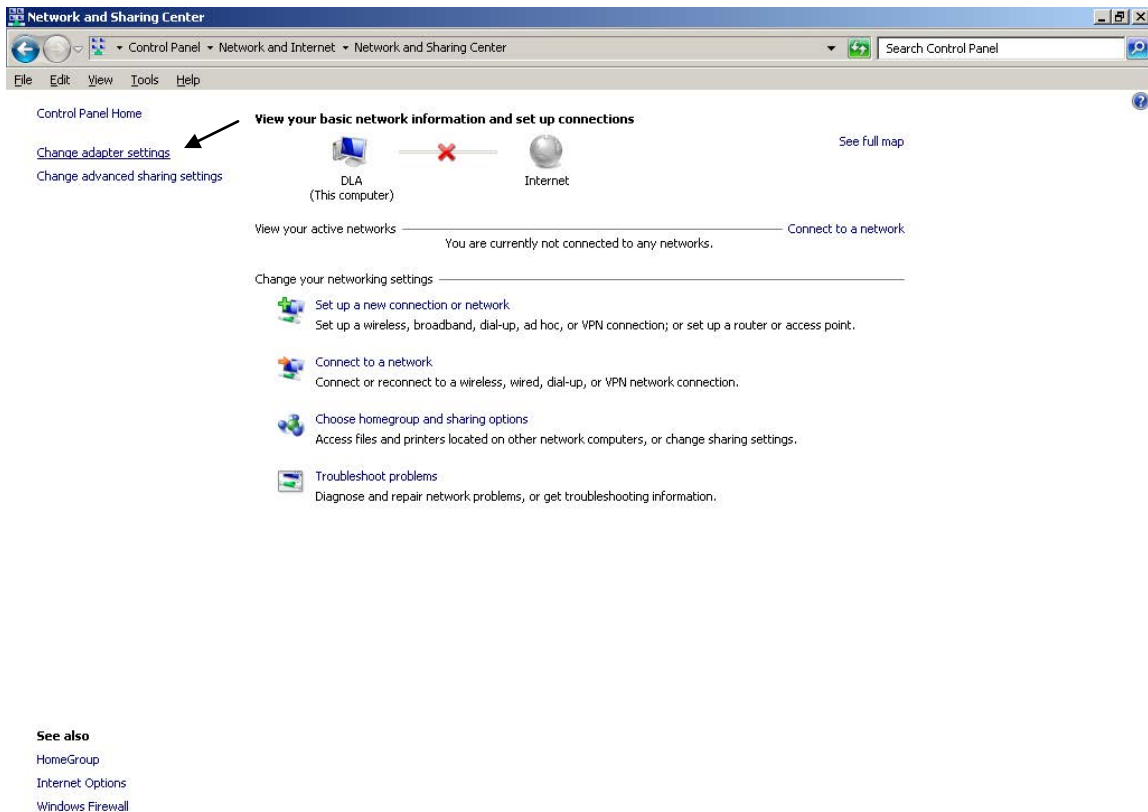 Network and Sharing Center
Control Panel Network and Internet Network and Sharing Center
Search Control Panel
File Edit View Tools Help
Control Panel Home
Change adapter settings
Change advanced sharing settings
View your basic network information and set up connections
See full map
DLA
(This computer)
Internet
View your active networks
Connect to a network
You are currently not connected to any networks.
Change your networking settings
Set up a new connection or network
Set up a wireless, broadband, dial-up, ad hoc, or VPN connection; or set up a router or access point.
Connect to a network
Connect or reconnect to a wireless, wired, dial-up, or VPN network connection.
Choose homegroup and sharing options
Access files and printers located on other network computers, or change sharing settings.
Troubleshoot problems
Diagnose and repair network problems, or get troubleshooting information.
See also
HomeGroup
Internet Options
Windows Firewall